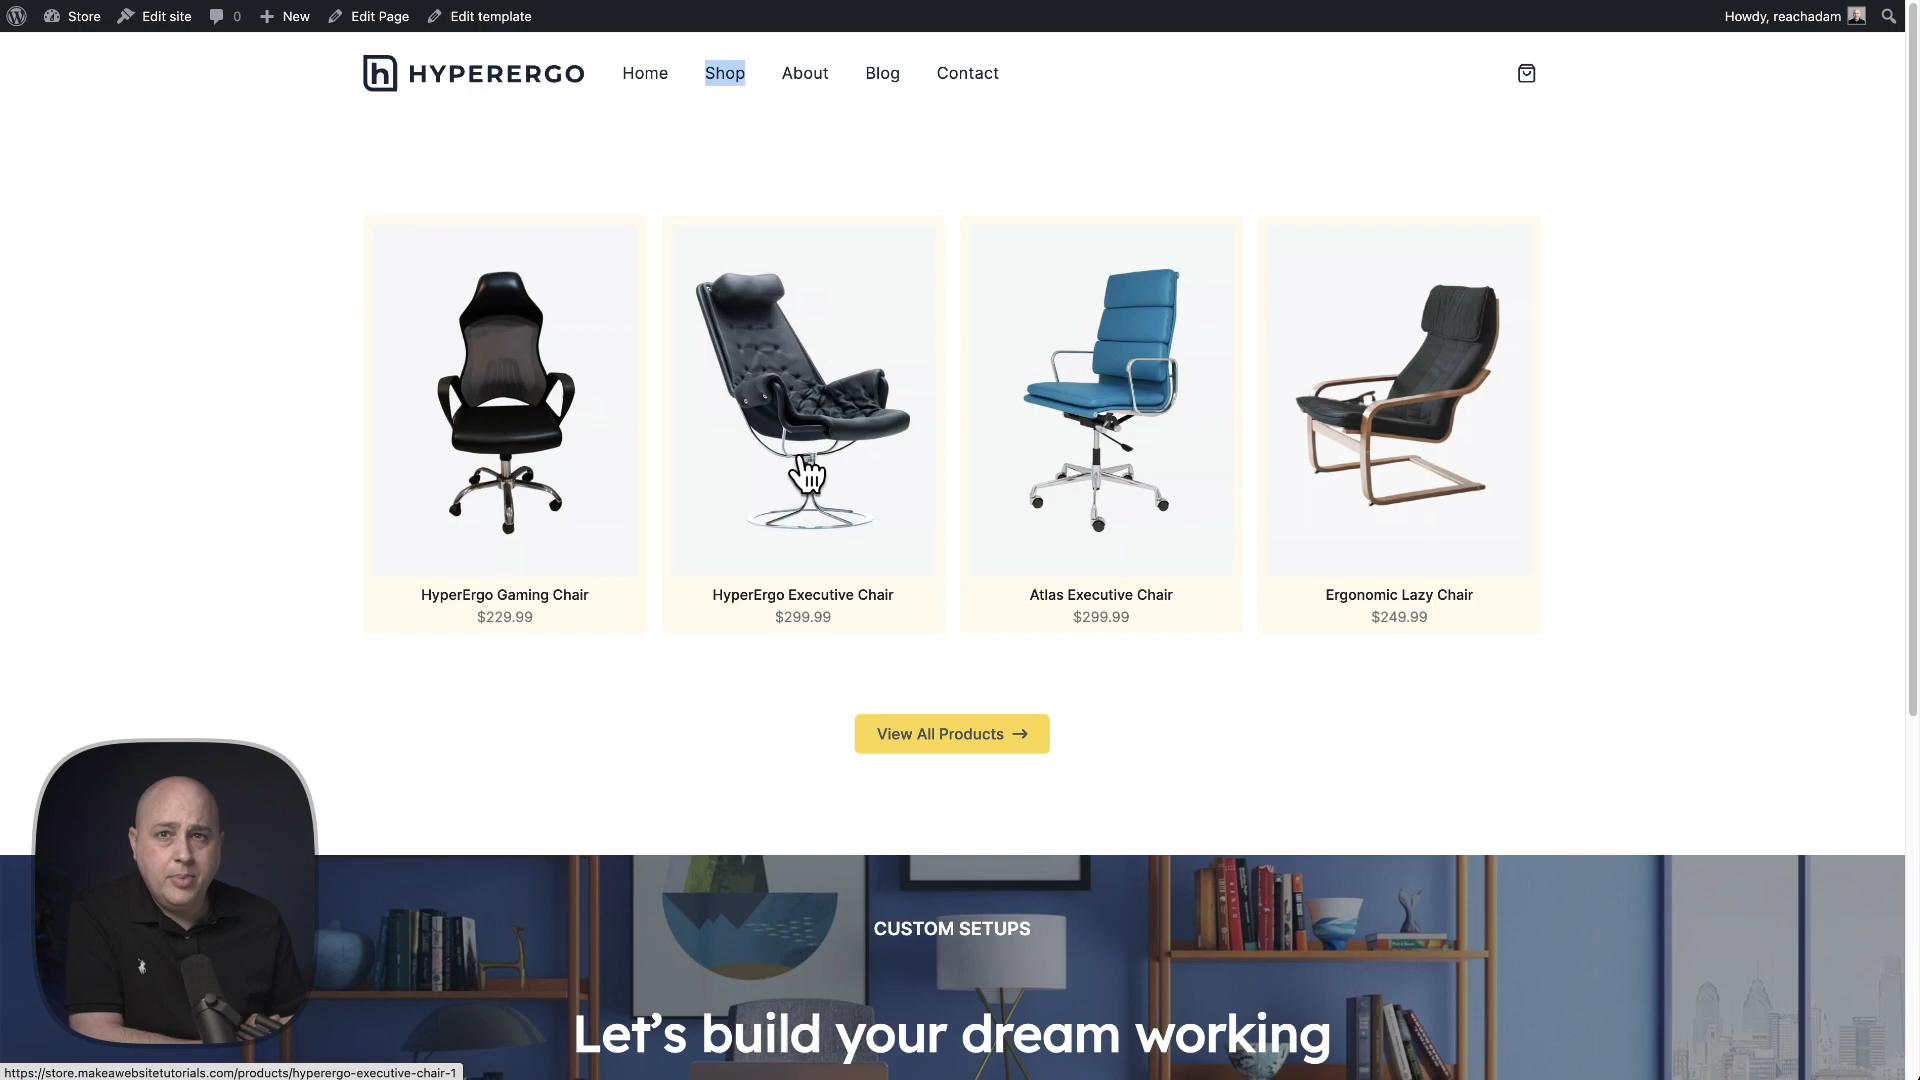 Store Edit site 0 New Edit Page Edit template Howdy, reachadam
HYPERERGO Home Shop About Blog Contact
HyperErgo Gaming Chair
$229.99
HyperErgo Executive Chair
$299.99
Atlas Executive Chair
$299.99
Ergonomic Lazy Chair
$249.99
View All Products →
CUSTOM SETUPS
Let's build your dream working
https://store.makeawebsitetutorials.com/products/hyperergo-executive-chair-1